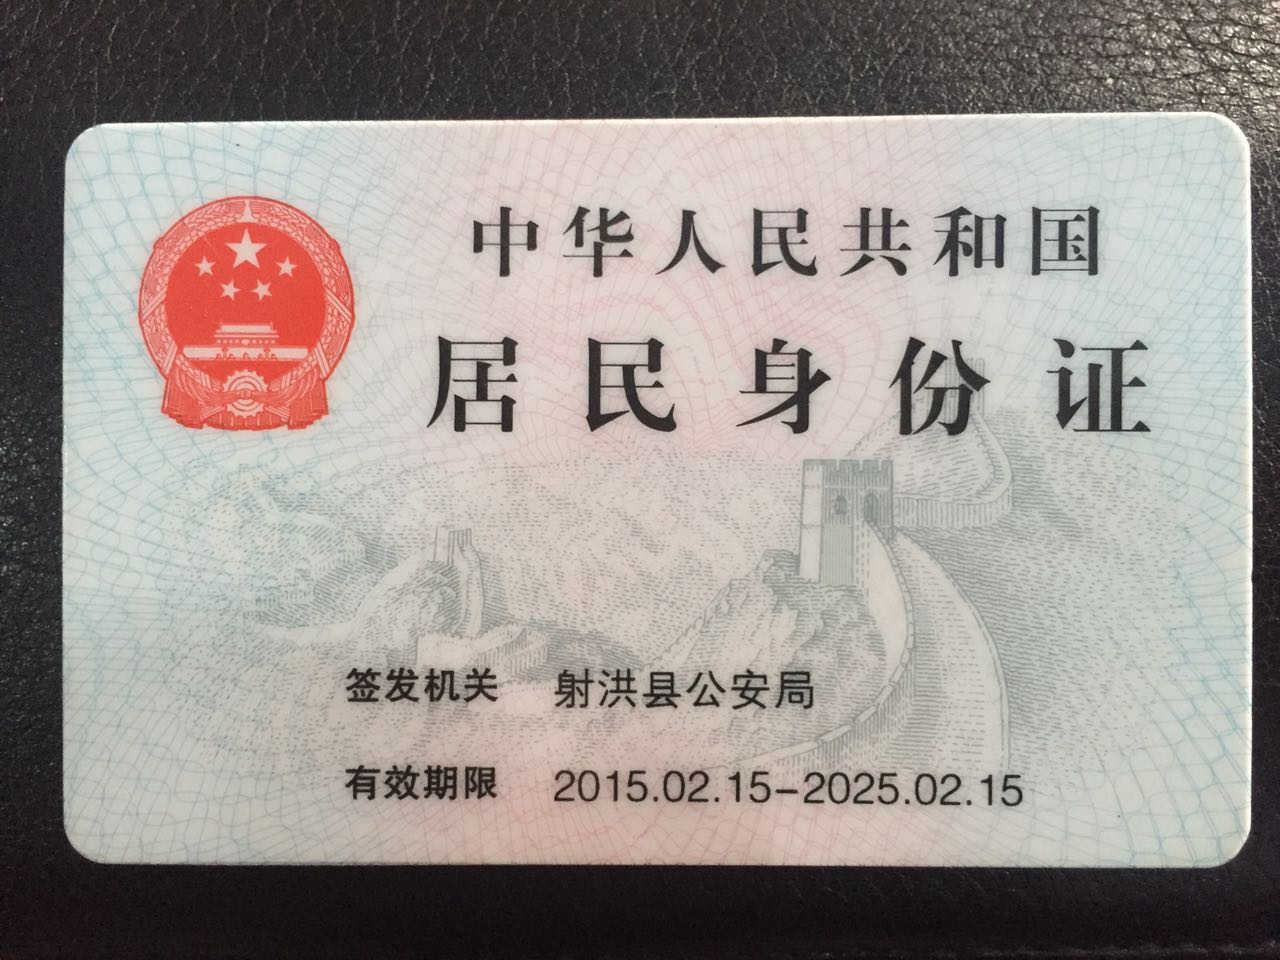 中华人民共和国
居民身份证
签发机关 射洪县公安局
有效期限 2015.02.15-2025.02.15